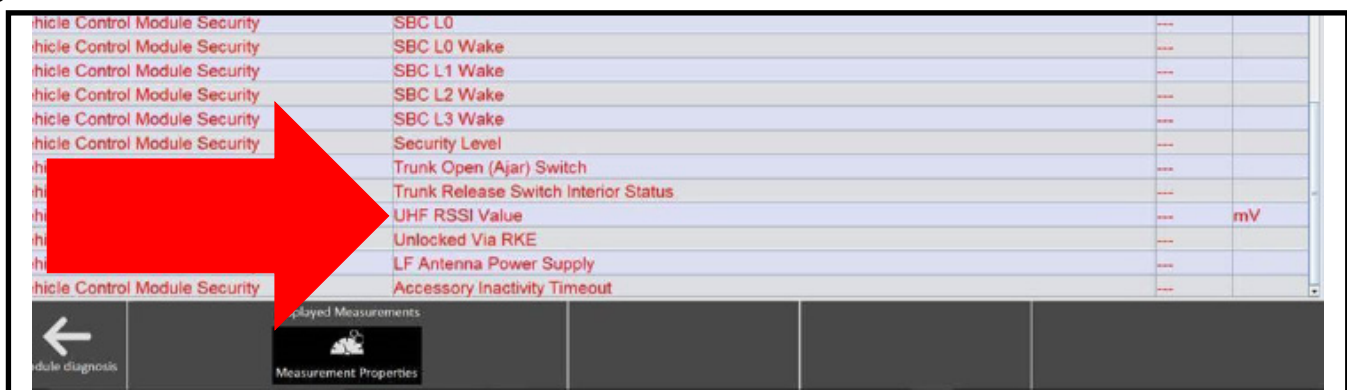 hicle Control Module Security SBC L0 ---
hicle Control Module Security SBC L0 Wake ---
hicle Control Module Security SBC L1 Wake ---
hicle Control Module Security SBC L2 Wake ---
hicle Control Module Security SBC L3 Wake ---
hicle Control Module Security Security Level ---
Trunk Open (Ajar) Switch ---
Trunk Release Switch Interior Status ---
UHF RSSI Value --- mV
Unlocked Via RKE ---
LF Antenna Power Supply ---
hicle Control Module Security Accessory Inactivity Timeout ---
played Measurements
dule diagnosis
Measurement Properties